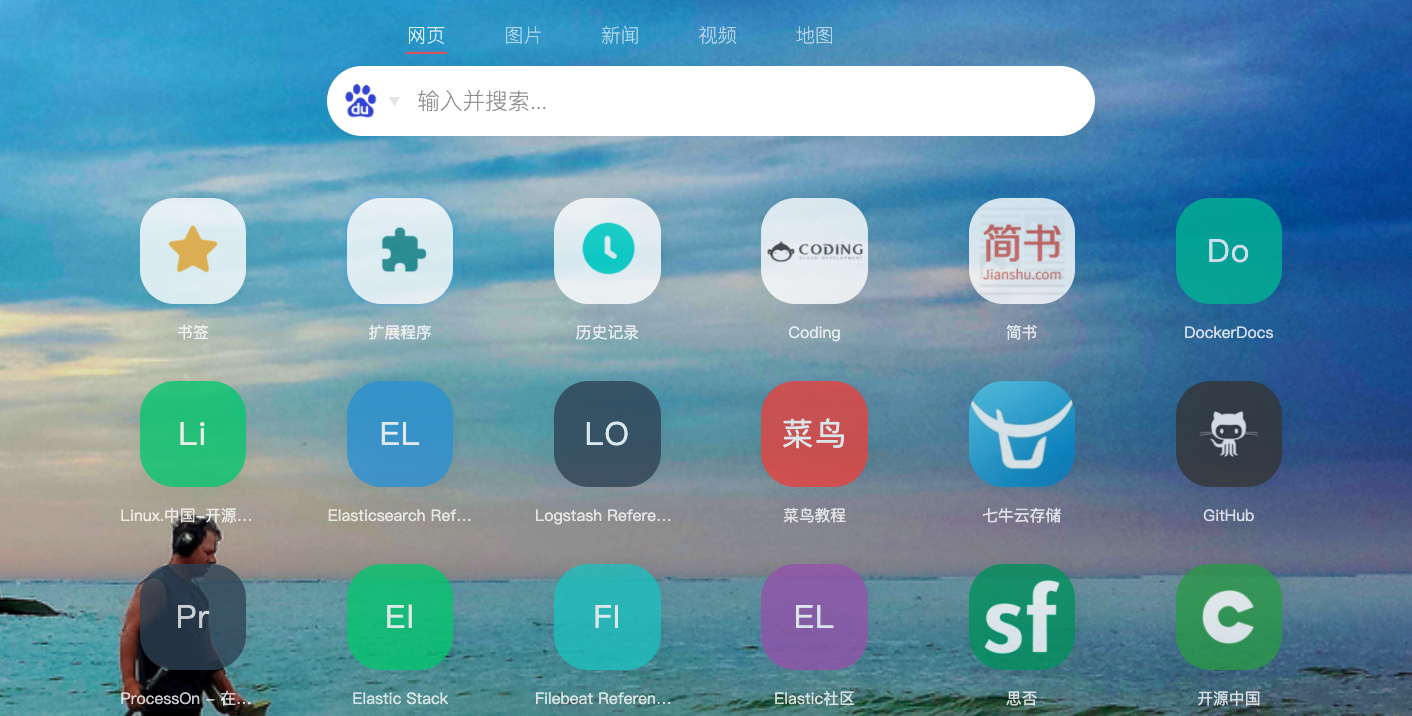 网页 图片 新闻 视频 地图
du 输入并搜索...
CODING 简书 Do
CLOUD DEVELOPMENT Jianshu.com
书签 扩展程序 历史记录 Coding 简书 DockerDocs
Li EL LO 菜鸟
Linux.中国-开源... Elasticsearch Ref... Logstash Refere... 菜鸟教程 七牛云存储 GitHub
Pr El Fl EL sf C
ProcessOn - 在... Elastic Stack Filebeat Referen... Elastic社区 思否 开源中国